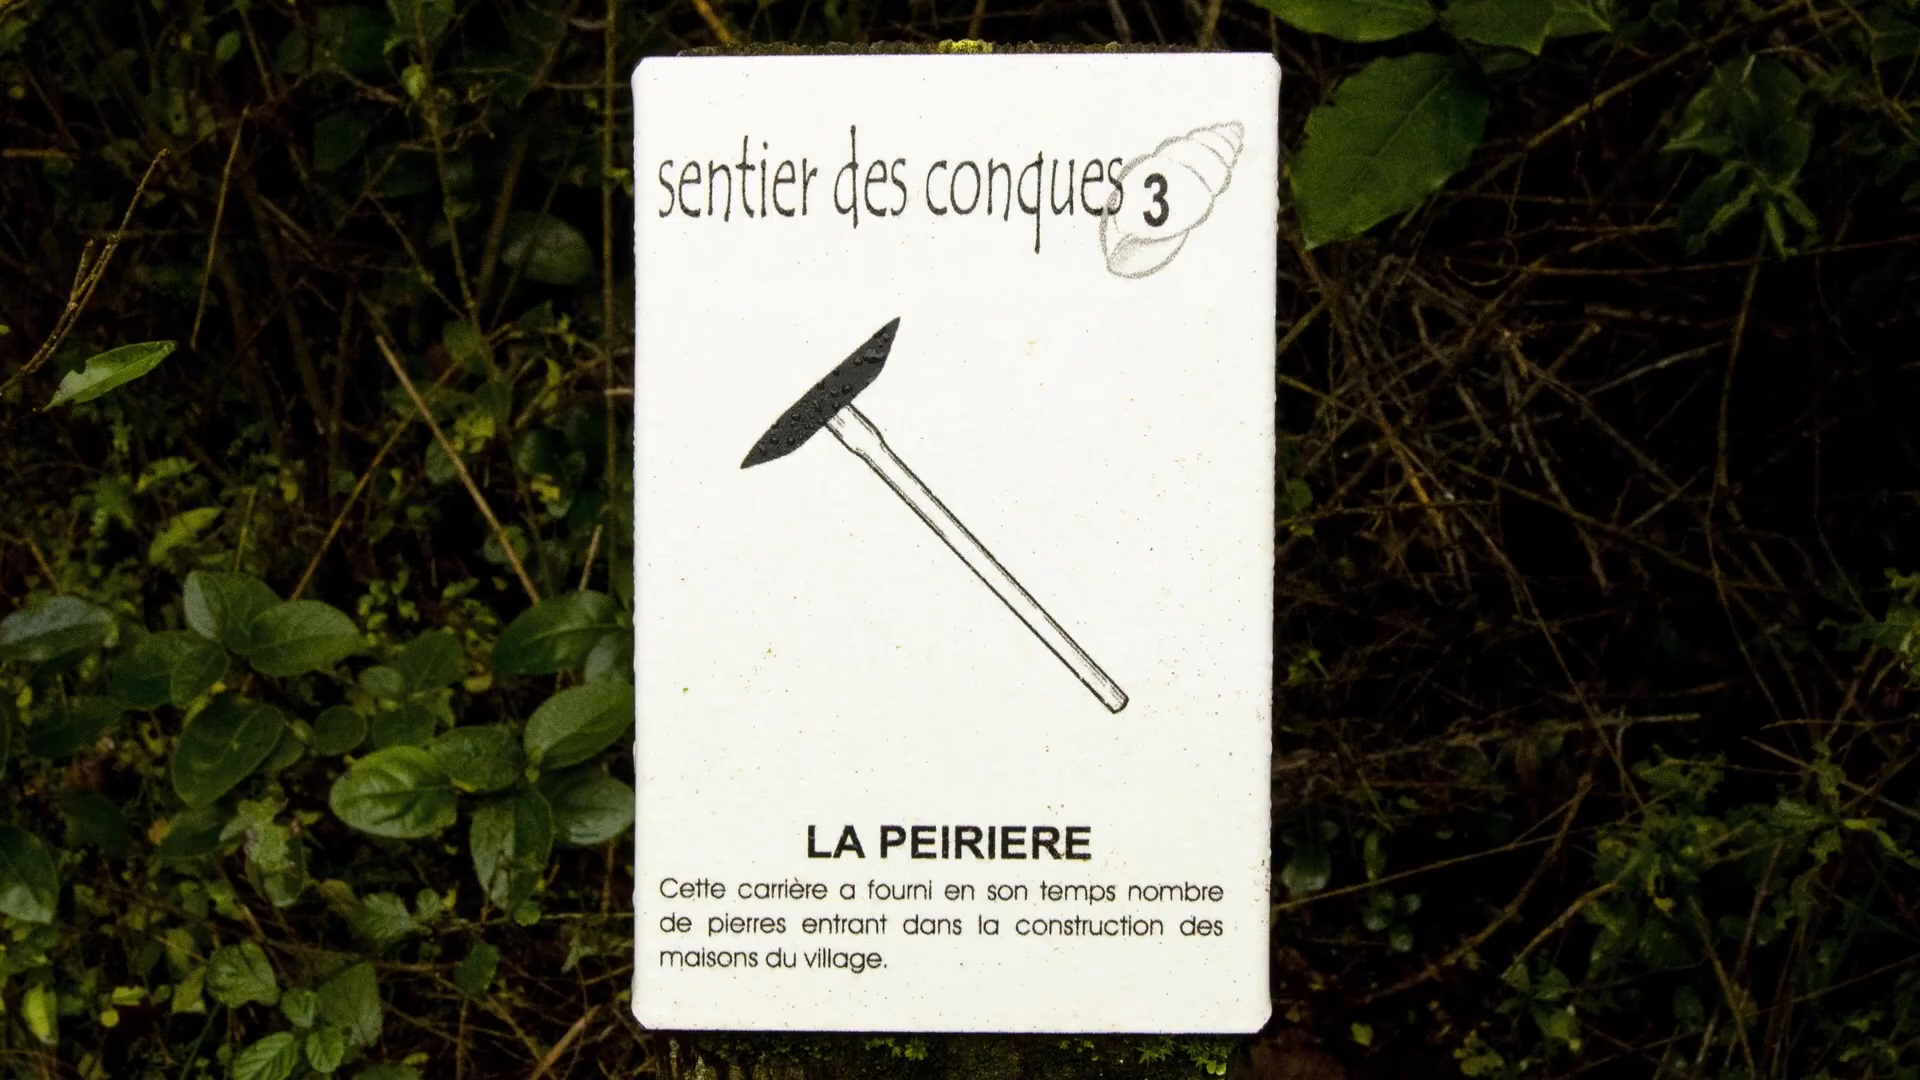 sentier des conques 3
LA PEIRIERE
Cette carrière a fourni en son temps nombre
de pierres entrant dans la construction des
maisons du village.